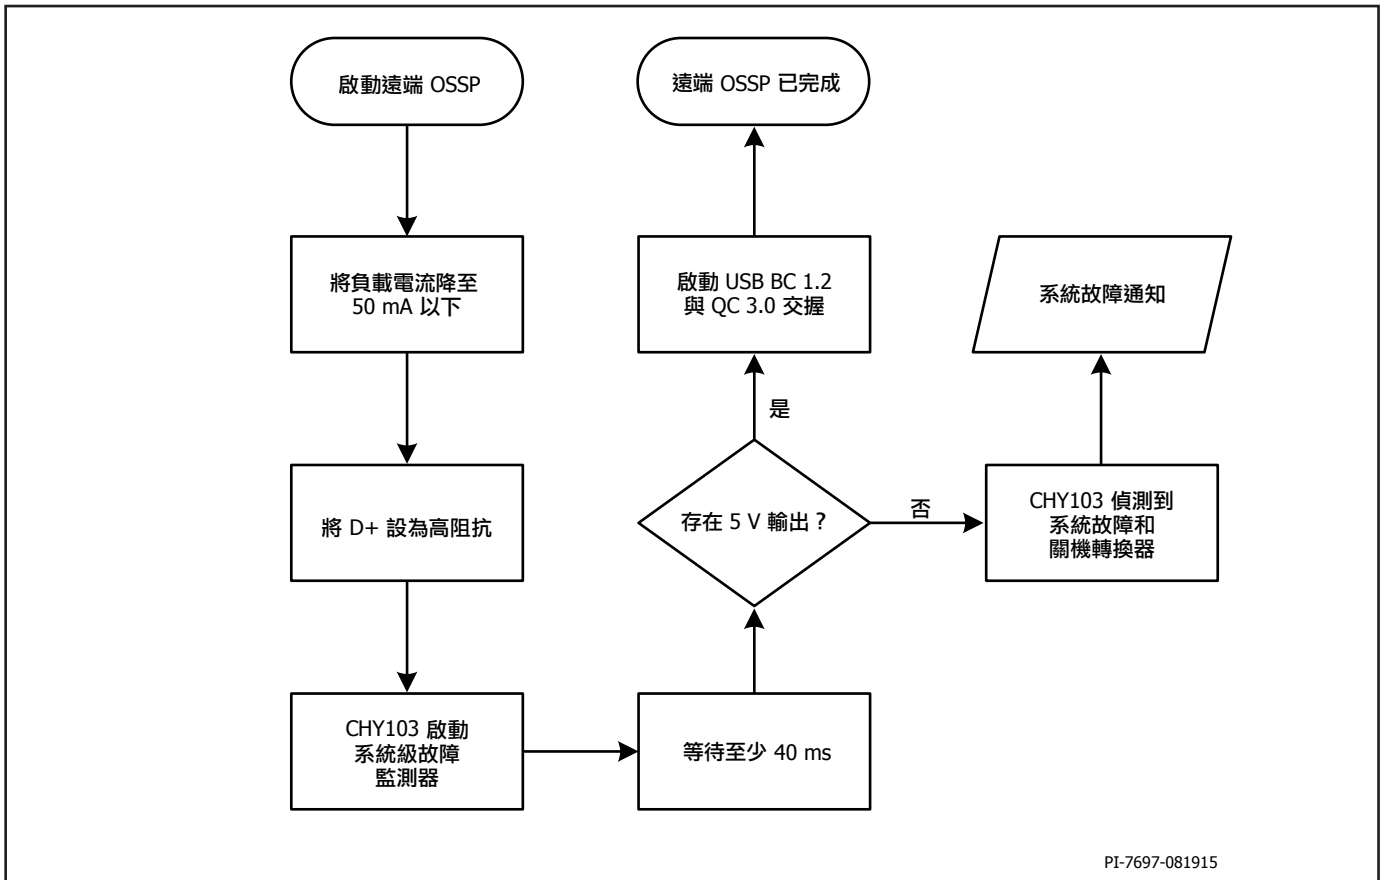 啟動遠端 OSSP
將負載電流降至
50 mA 以下
將 D+ 設為高阻抗
CHY103 啟動
系統級故障
監測器
等待至少 40 ms
存在 5 V 輸出？
是
否
啟動 USB BC 1.2
與 QC 3.0 交握
遠端 OSSP 已完成
CHY103 偵測到
系統故障和
關機轉換器
系統故障通知
PI-7697-081915